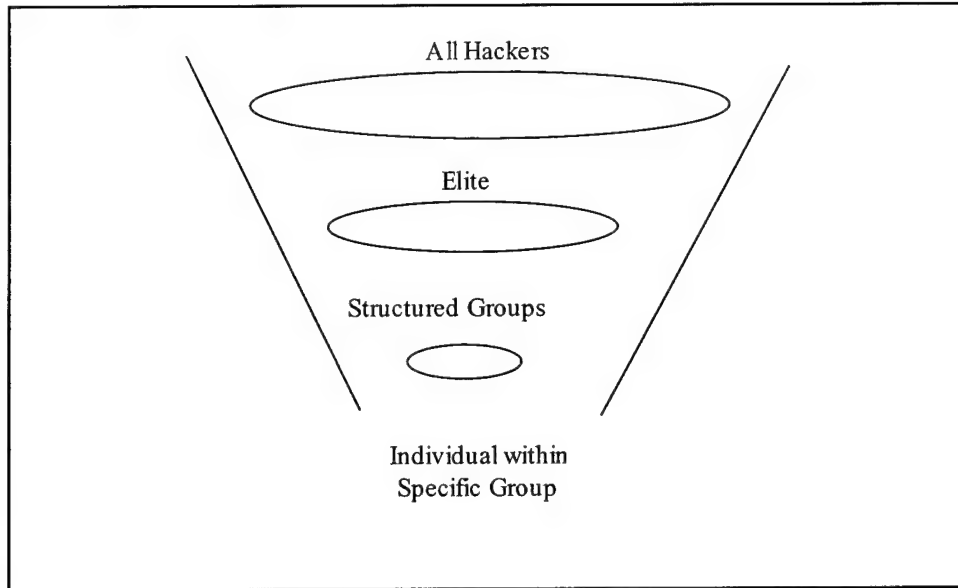 All Hackers
Elite
Structured Groups
Individual within
Specific Group